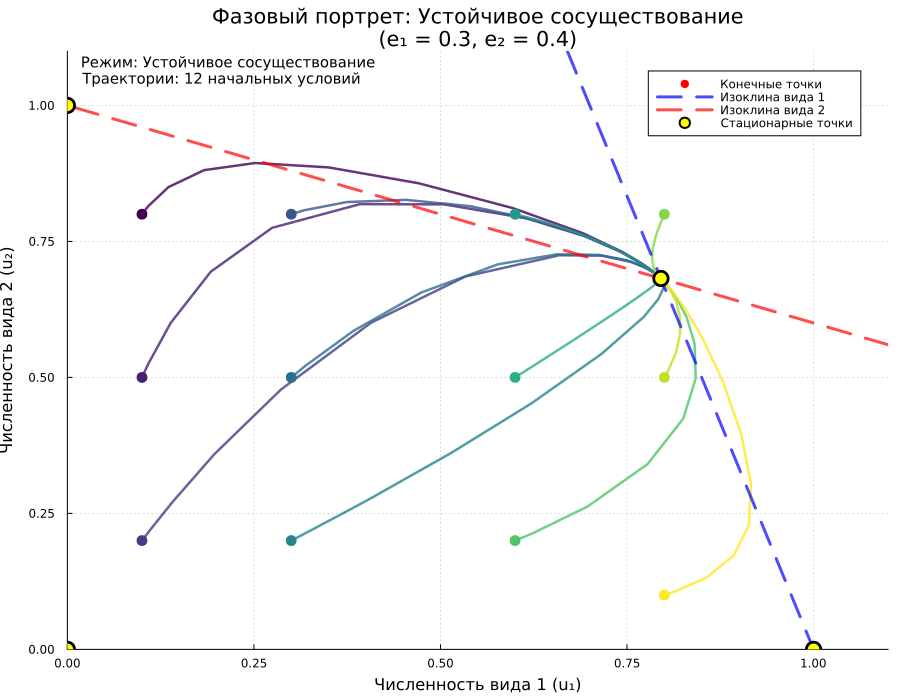 Фазовый портрет: Устойчивое сосуществование
(e₁ = 0.3, e₂ = 0.4)
Режим: Устойчивое сосуществование
Траектории: 12 начальных условий
Конечные точки
Изоклина вида 1
Изоклина вида 2
Стационарные точки
1.00
0.75
0.50
0.25
0.00
Численность вида 2 (u₂)
0.00
0.25
0.50
0.75
1.00
Численность вида 1 (u₁)